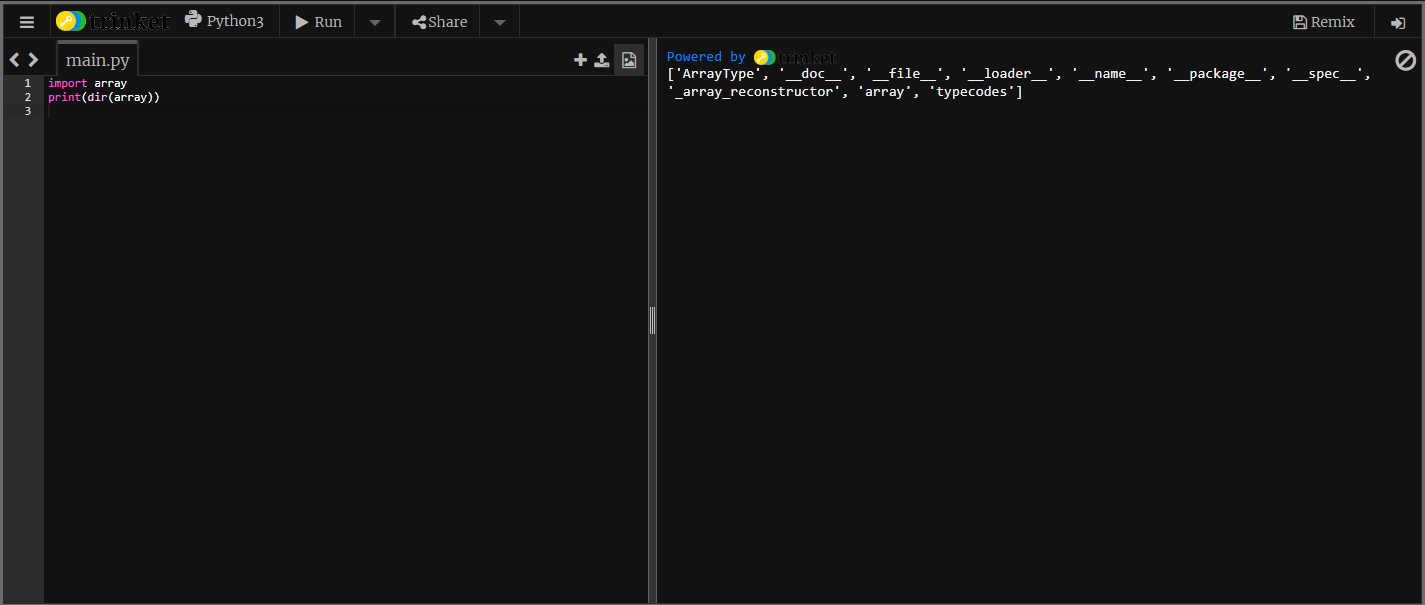 trinket Python3 Run Share Remix
main.py
1 import array
2 print(dir(array))
3
Powered by trinket
['ArrayType', '__doc__', '__file__', '__loader__', '__name__', '__package__', '__spec__',
'_array_reconstructor', 'array', 'typecodes']